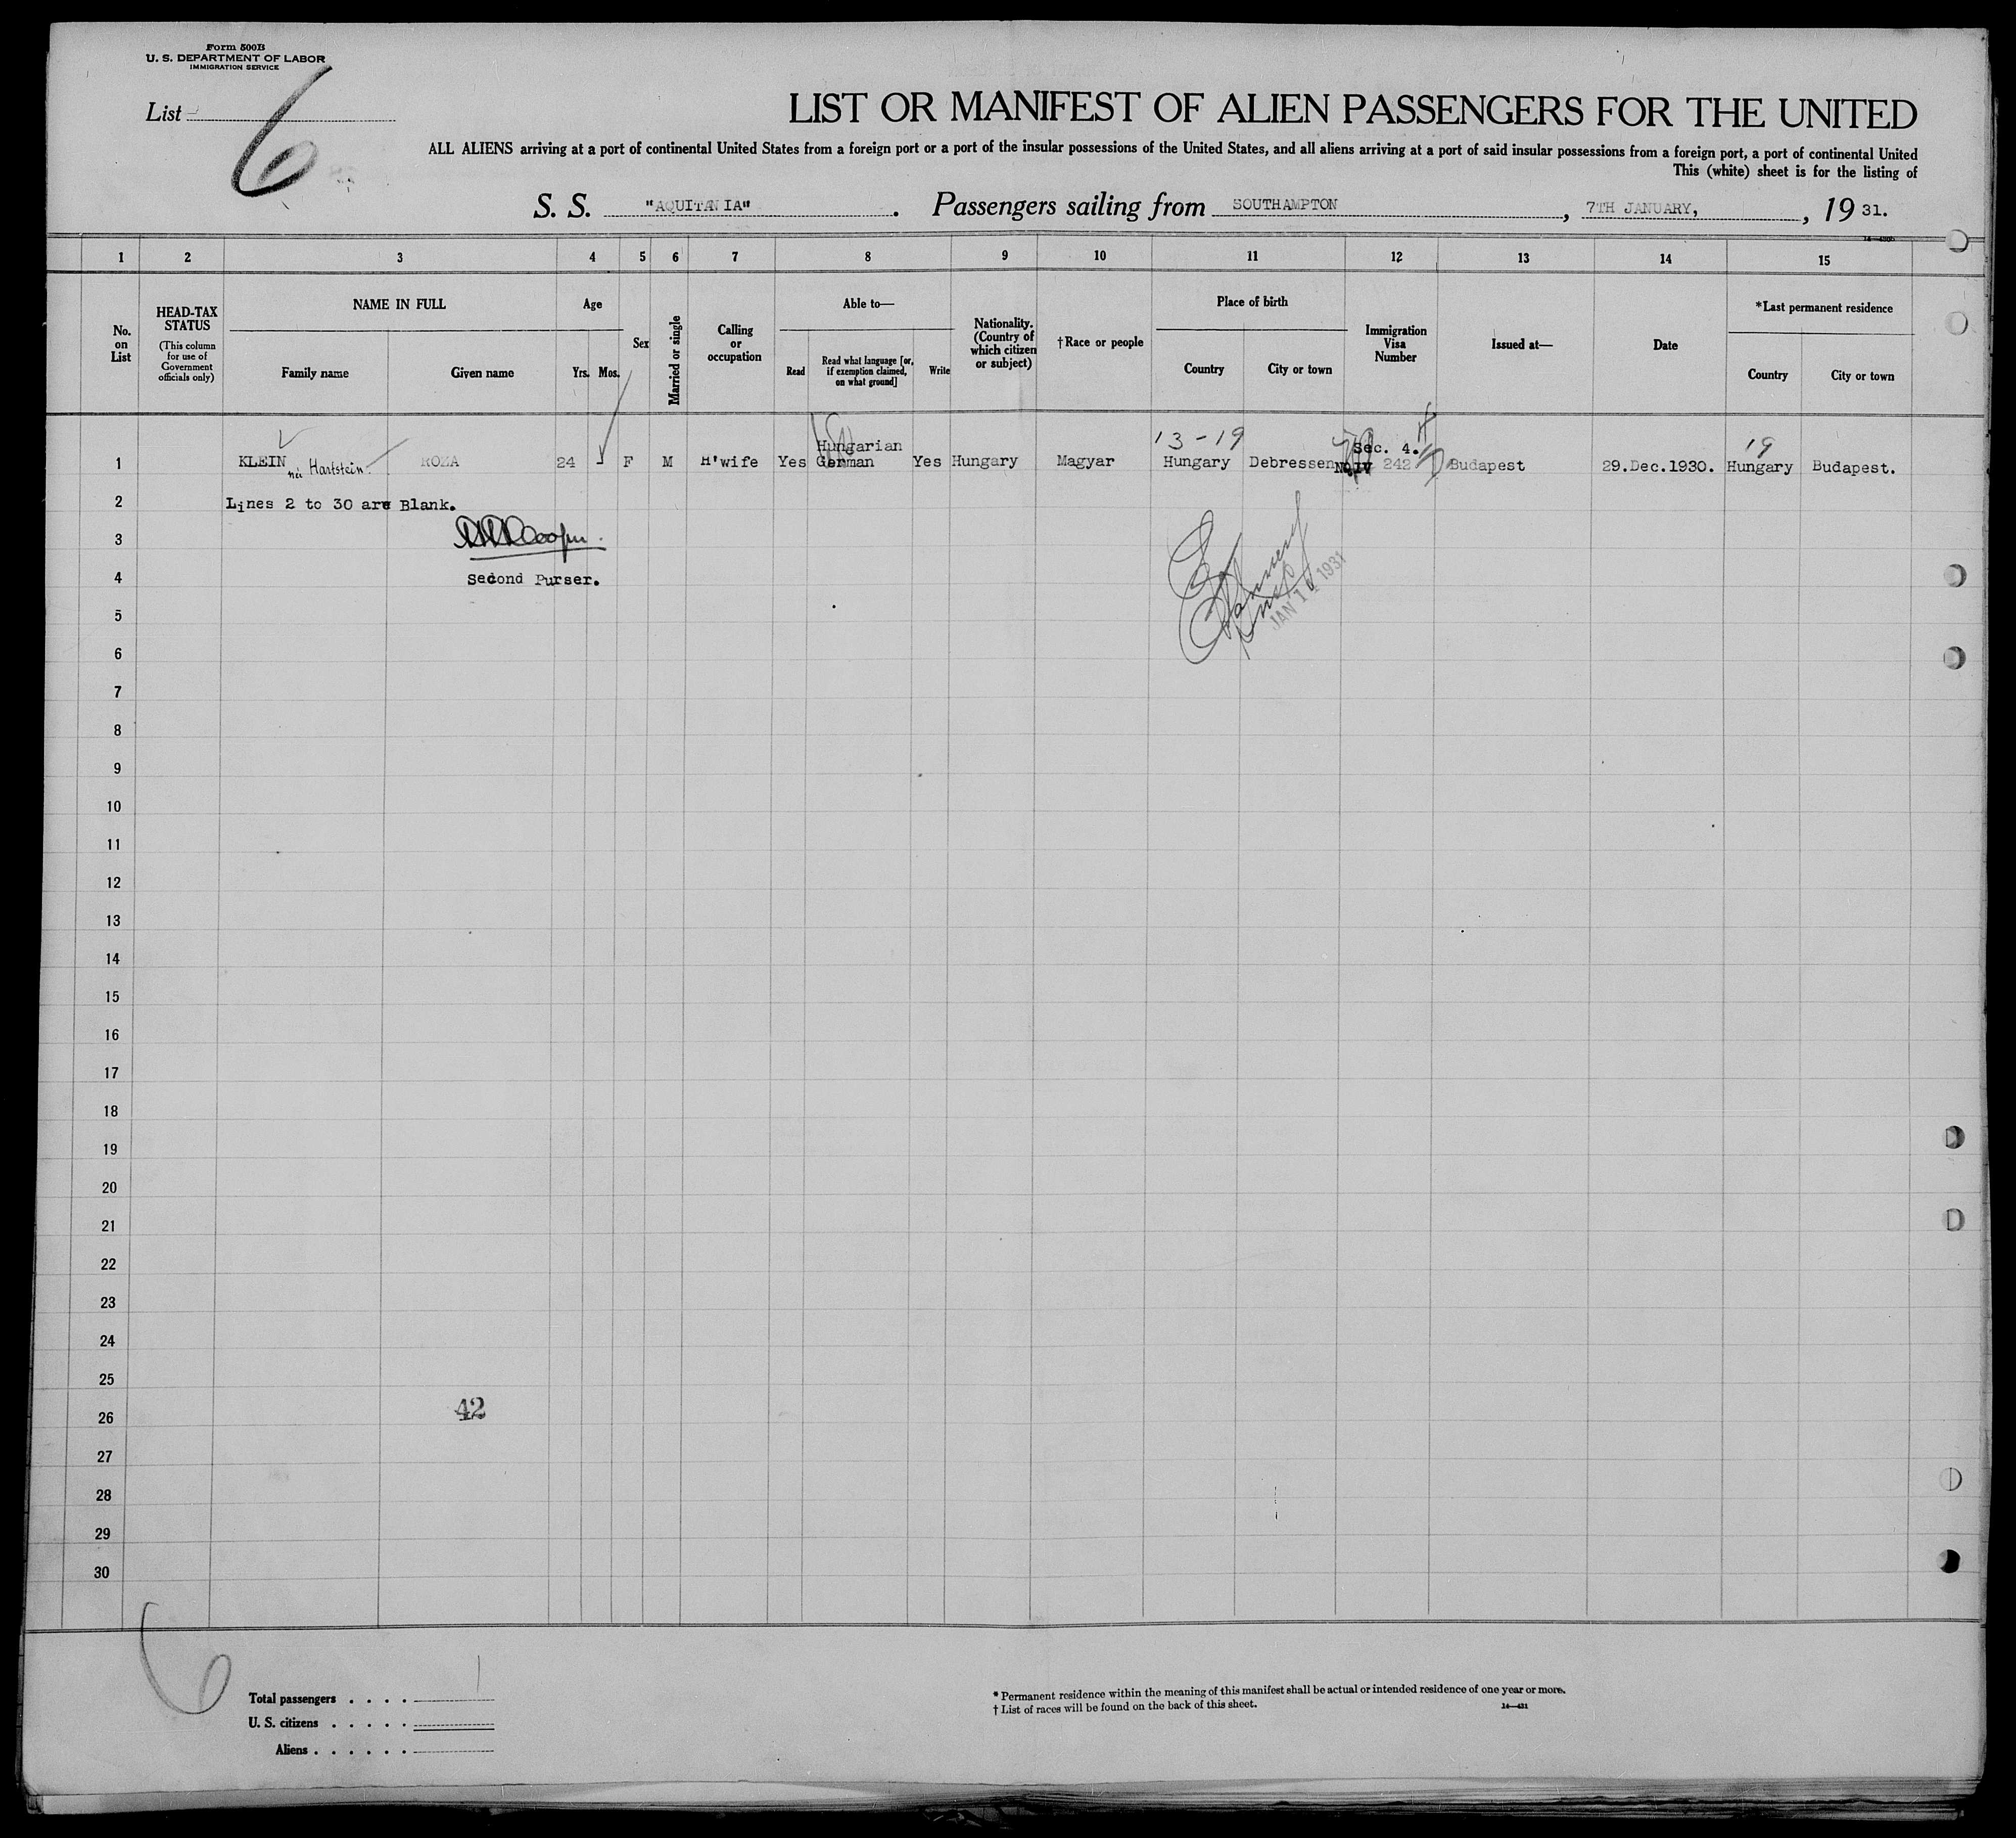 Form 500B
U. S. DEPARTMENT OF LABOR
IMMIGRATION SERVICE
List 6
LIST OR MANIFEST OF ALIEN PASSENGERS FOR THE UNITED
ALL ALIENS arriving at a port of continental United States from a foreign port or a port of the insular possessions of the United States, and all aliens arriving at a port of said insular possessions from a foreign port, a port of continental United
This (white) sheet is for the listing of
S. S. "AQUITANIA". Passengers sailing from SOUTHAMPTON, 7TH JANUARY, , 19 31.
1 2 3 4 5 6 7 8 9 10 11 12 13 14 15
No. on List
HEAD-TAX STATUS
(This column for use of Government officials only)
NAME IN FULL
Family name Given name
Age
Yrs. Mos.
Sex
Married or single
Calling or occupation
Able to—
Read
Read what language [or, if exemption claimed, on what ground]
Write
Nationality. (Country of which citizen or subject)
†Race or people
Place of birth
Country City or town
Immigration Visa Number
Issued at—
Date
*Last permanent residence
Country City or town
13-19 19
Hungarian Sec. 4.
1 KLEIN née Hartstein ROZA 24 F M H'wife Yes German Yes Hungary Magyar Hungary Debressen 242 Budapest 29.Dec.1930. Hungary Budapest.
2 Lines 2 to 30 are Blank.
3 Cooper.
4 Second Purser.
JAN 1 1931
5
6
7
8
9
10
11
12
13
14
15
16
17
18
19
20
21
22
23
24
25
42
26
27
28
29
30
6
Total passengers . . . . 1
U. S. citizens . . . . .
Aliens . . . . . .
* Permanent residence within the meaning of this manifest shall be actual or intended residence of one year or more.
† List of races will be found on the back of this sheet.
14—431